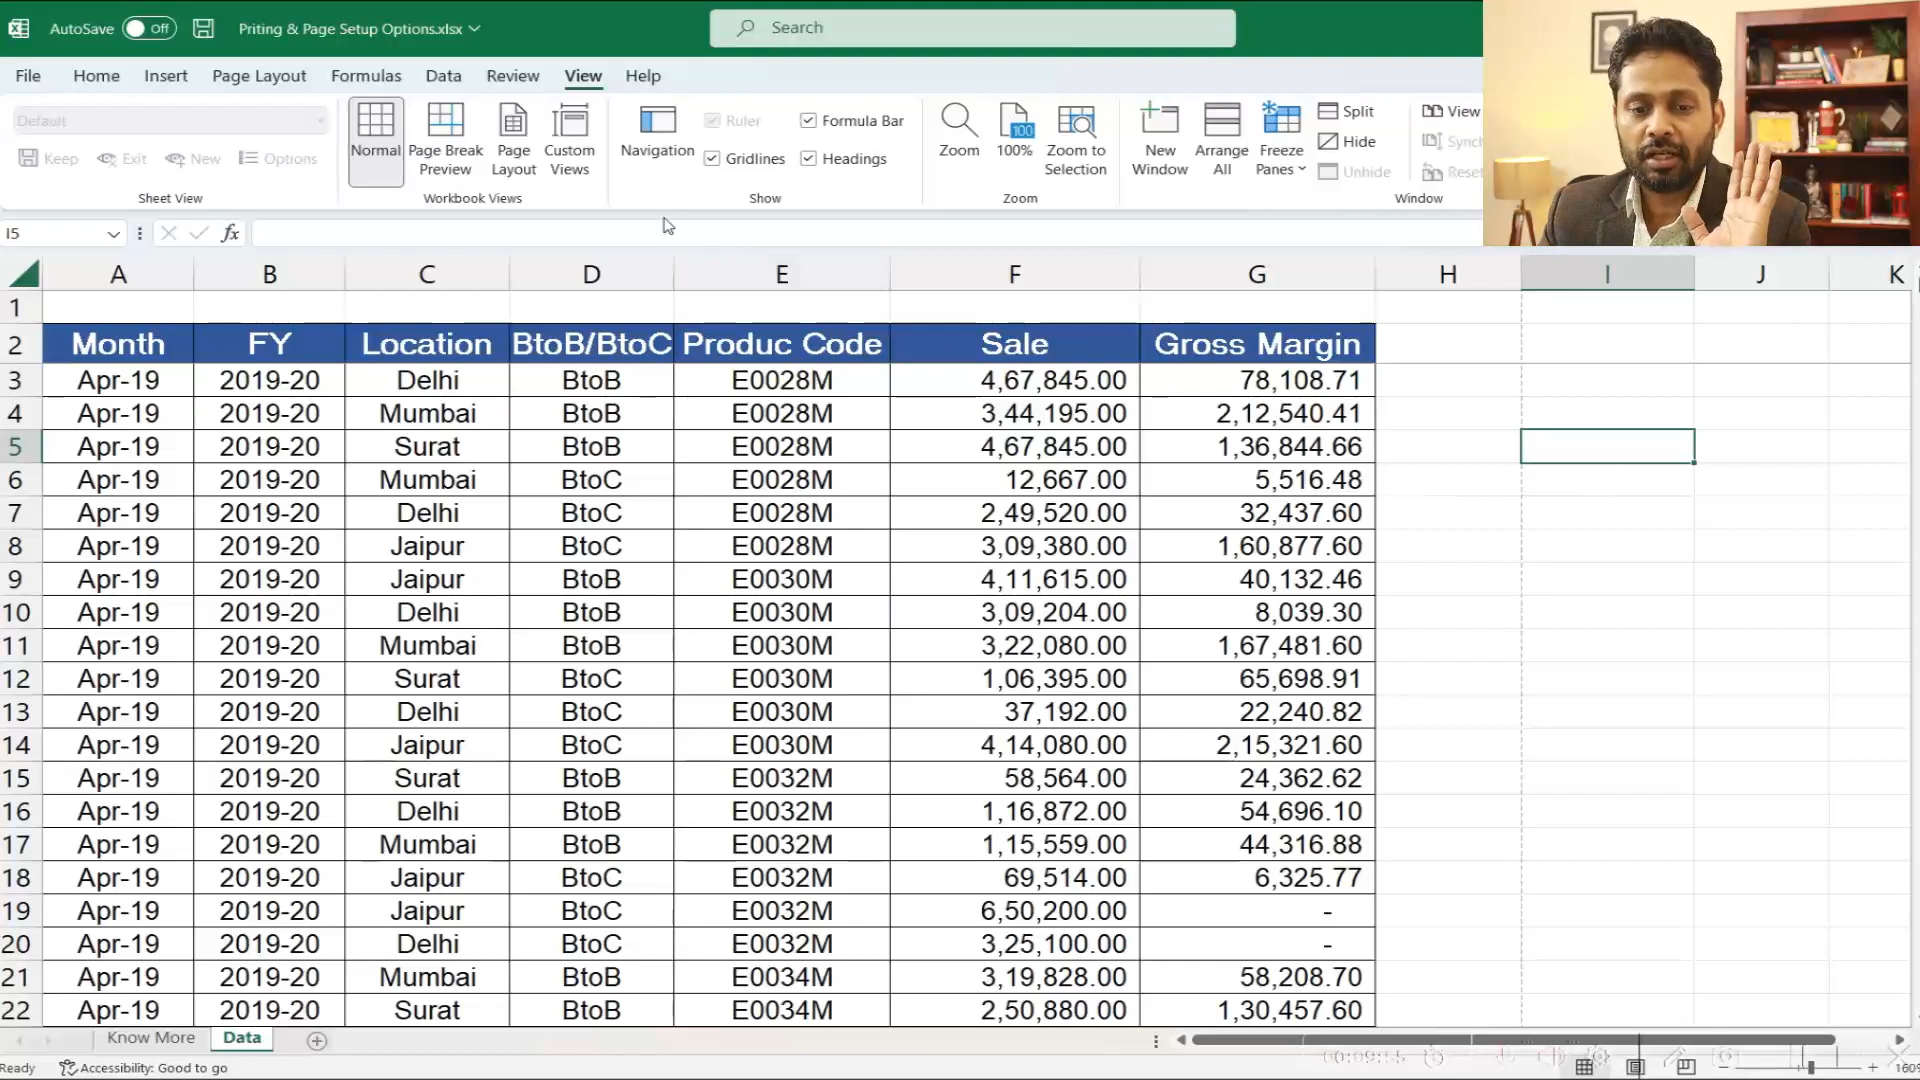 AutoSave Off Priting & Page Setup Options.xlsx Search
File Home Insert Page Layout Formulas Data Review View Help
Default
Keep Exit New Options
Sheet View
Normal Page Break Preview Page Layout Custom Views
Workbook Views
Navigation Ruler Formula Bar
Gridlines Headings
Show
Zoom 100 100% Zoom to Selection
Zoom
New Window Arrange All Freeze Panes Split Hide Unhide View
Window
I5 fx
A B C D E F G H I J K
1
2 Month FY Location BtoB/BtoC Produc Code Sale Gross Margin
3 Apr-19 2019-20 Delhi BtoB E0028M 4,67,845.00 78,108.71
4 Apr-19 2019-20 Mumbai BtoB E0028M 3,44,195.00 2,12,540.41
5 Apr-19 2019-20 Surat BtoB E0028M 4,67,845.00 1,36,844.66
6 Apr-19 2019-20 Mumbai BtoC E0028M 12,667.00 5,516.48
7 Apr-19 2019-20 Delhi BtoC E0028M 2,49,520.00 32,437.60
8 Apr-19 2019-20 Jaipur BtoC E0028M 3,09,380.00 1,60,877.60
9 Apr-19 2019-20 Jaipur BtoB E0030M 4,11,615.00 40,132.46
10 Apr-19 2019-20 Delhi BtoB E0030M 3,09,204.00 8,039.30
11 Apr-19 2019-20 Mumbai BtoB E0030M 3,22,080.00 1,67,481.60
12 Apr-19 2019-20 Surat BtoC E0030M 1,06,395.00 65,698.91
13 Apr-19 2019-20 Delhi BtoC E0030M 37,192.00 22,240.82
14 Apr-19 2019-20 Jaipur BtoC E0030M 4,14,080.00 2,15,321.60
15 Apr-19 2019-20 Surat BtoB E0032M 58,564.00 24,362.62
16 Apr-19 2019-20 Delhi BtoB E0032M 1,16,872.00 54,696.10
17 Apr-19 2019-20 Mumbai BtoB E0032M 1,15,559.00 44,316.88
18 Apr-19 2019-20 Jaipur BtoC E0032M 69,514.00 6,325.77
19 Apr-19 2019-20 Jaipur BtoC E0032M 6,50,200.00 -
20 Apr-19 2019-20 Delhi BtoC E0032M 3,25,100.00 -
21 Apr-19 2019-20 Mumbai BtoB E0034M 3,19,828.00 58,208.70
22 Apr-19 2019-20 Surat BtoB E0034M 2,50,880.00 1,30,457.60
Know More Data
Ready Accessibility: Good to go 00:09:55